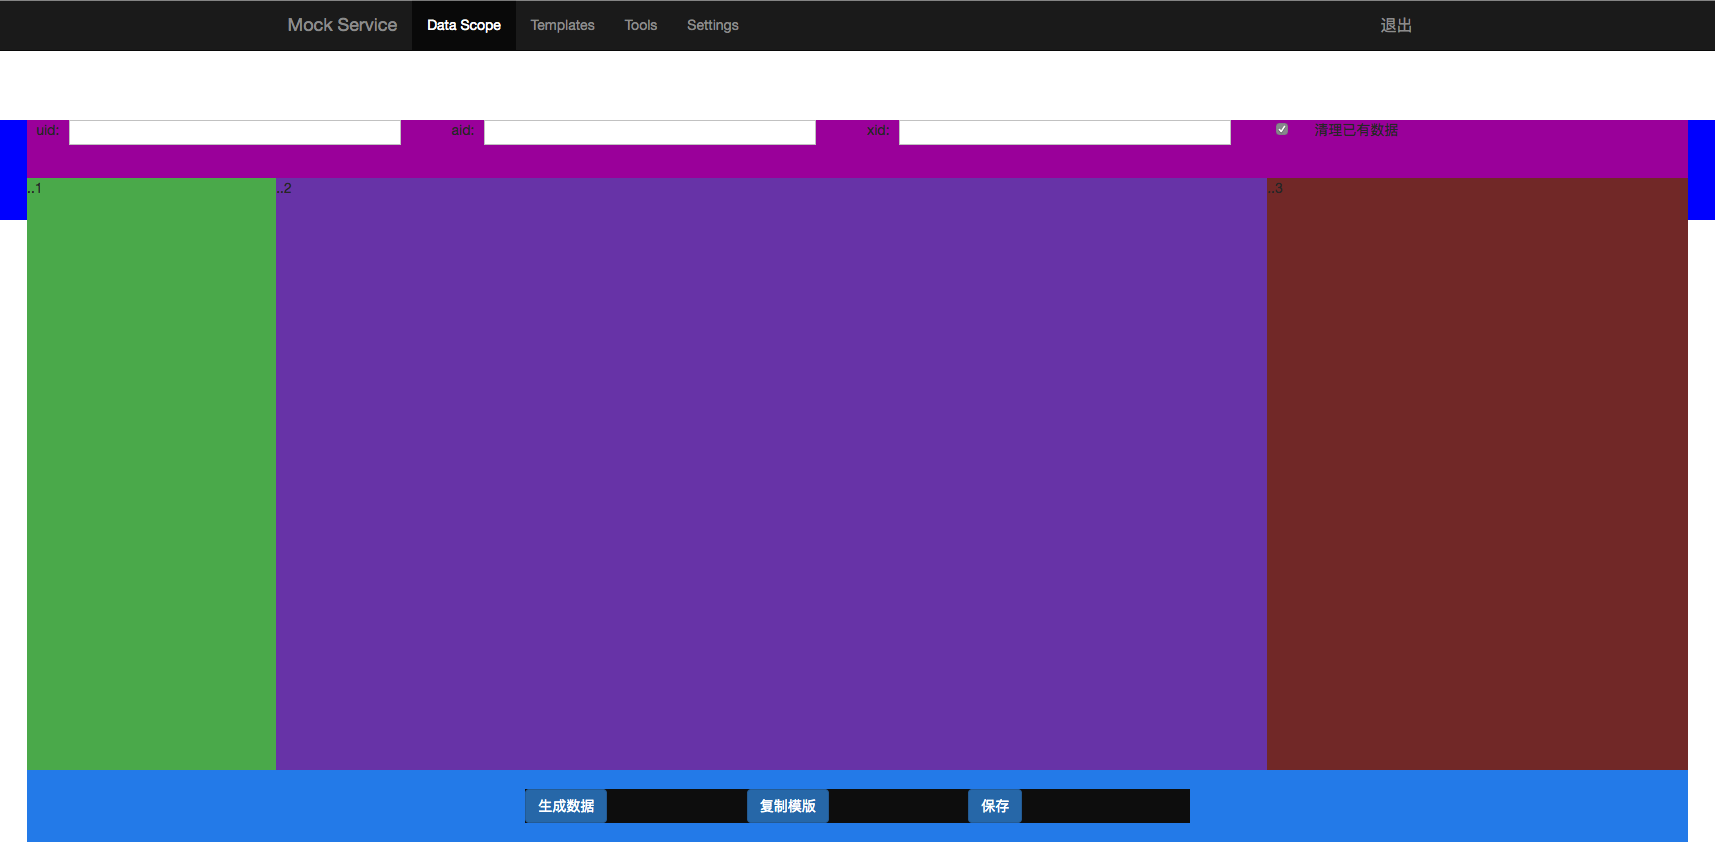 Mock Service Data Scope Templates Tools Settings 退出
uid: aid: xid: 清理已有数据
..1 ..2 ..3
生成数据 复制模版 保存